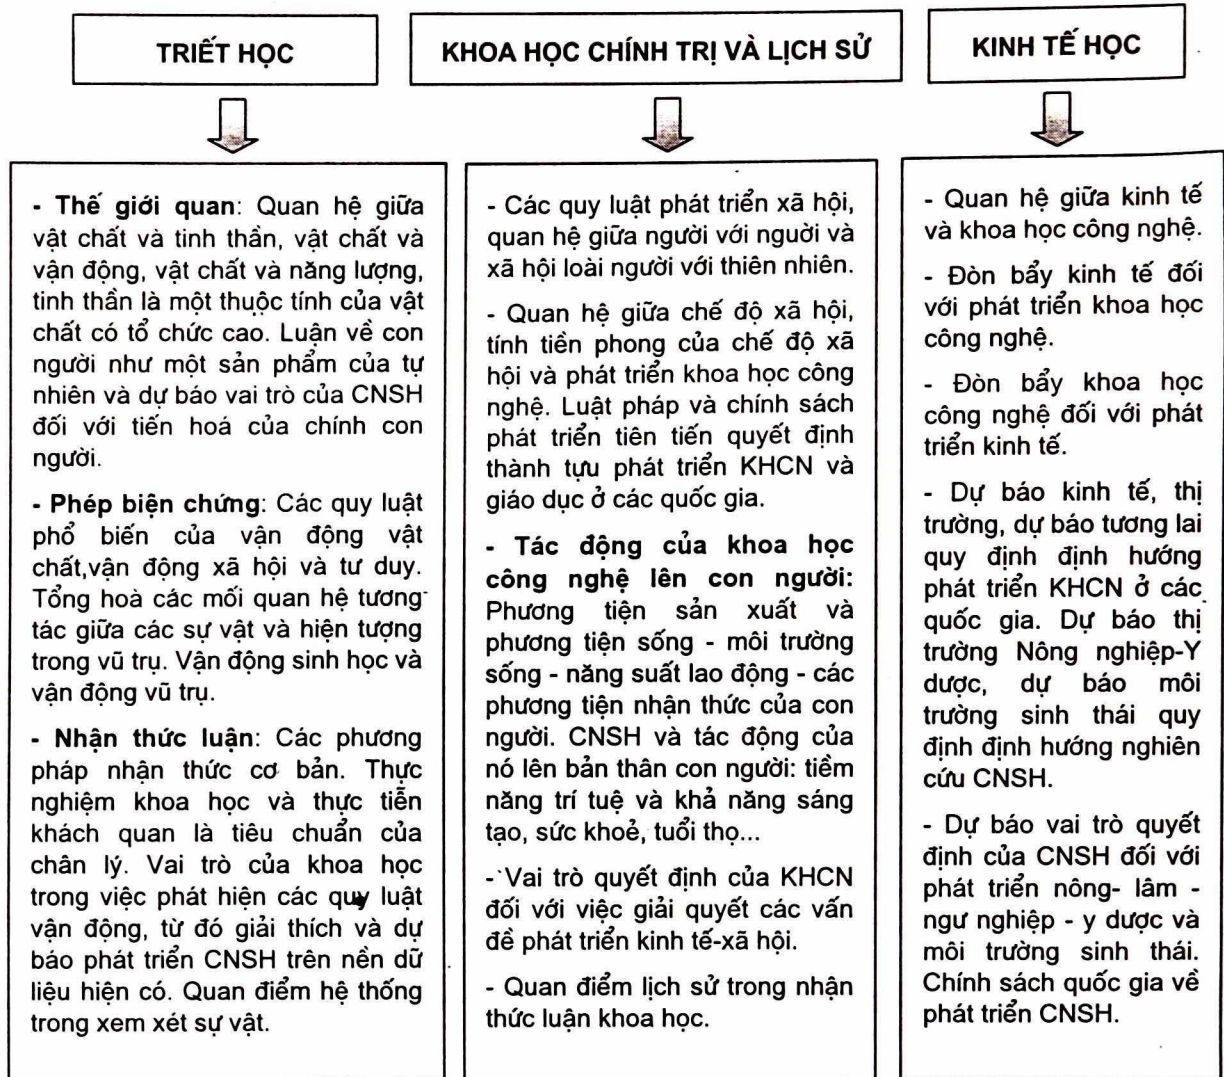 TRIẾT HỌC
KHOA HỌC CHÍNH TRỊ VÀ LỊCH SỬ
KINH TẾ HỌC
- Thế giới quan: Quan hệ giữa
vật chất và tinh thần, vật chất và
vận động, vật chất và năng lượng,
tinh thần là một thuộc tính của vật
chất có tổ chức cao. Luận về con
người như một sản phẩm của tự
nhiên và dự báo vai trò của CNSH
đối với tiến hoá của chính con
người.
- Phép biện chứng: Các quy luật
phổ biến của vận động vật
chất,vận động xã hội và tư duy.
Tổng hoà các mối quan hệ tương
tác giữa các sự vật và hiện tượng
trong vũ trụ. Vận động sinh học và
vận động vũ trụ.
- Nhận thức luận: Các phương
pháp nhận thức cơ bản. Thực
nghiệm khoa học và thực tiễn
khách quan là tiêu chuẩn của
chân lý. Vai trò của khoa học
trong việc phát hiện các quy luật
vận động, từ đó giải thích và dự
báo phát triển CNSH trên nền dữ
liệu hiện có. Quan điểm hệ thống
trong xem xét sự vật.
- Các quy luật phát triển xã hội,
quan hệ giữa người với nguời và
xã hội loài người với thiên nhiên.
- Quan hệ giữa chế độ xã hội,
tính tiền phong của chế độ xã
hội và phát triển khoa học công
nghệ. Luật pháp và chính sách
phát triển tiên tiến quyết định
thành tựu phát triển KHCN và
giáo dục ở các quốc gia.
- Tác động của khoa học
công nghệ lên con người:
Phương tiện sản xuất và
phương tiện sống - môi trường
sống - năng suất lao động - các
phương tiện nhận thức của con
người. CNSH và tác động của
nó lên bản thân con người: tiềm
năng trí tuệ và khả năng sáng
tạo, sức khoẻ, tuổi thọ...
- Vai trò quyết định của KHCN
đối với việc giải quyết các vấn
đề phát triển kinh tế-xã hội.
- Quan điểm lịch sử trong nhận
thức luận khoa học.
- Quan hệ giữa kinh tế
và khoa học công nghệ.
- Đòn bẩy kinh tế đối
với phát triển khoa học
công nghệ.
- Đòn bẩy khoa học
công nghệ đối với phát
triển kinh tế.
- Dự báo kinh tế, thị
trường, dự báo tương lai
quy định định hướng
phát triển KHCN ở các
quốc gia. Dự báo thị
trường Nông nghiệp-Y
dược, dự báo môi
trường sinh thái quy
định định hướng nghiên
cứu CNSH.
- Dự báo vai trò quyết
định của CNSH đối với
phát triển nông- lâm -
ngư nghiệp - y dược và
môi trường sinh thái.
Chính sách quốc gia về
phát triển CNSH.